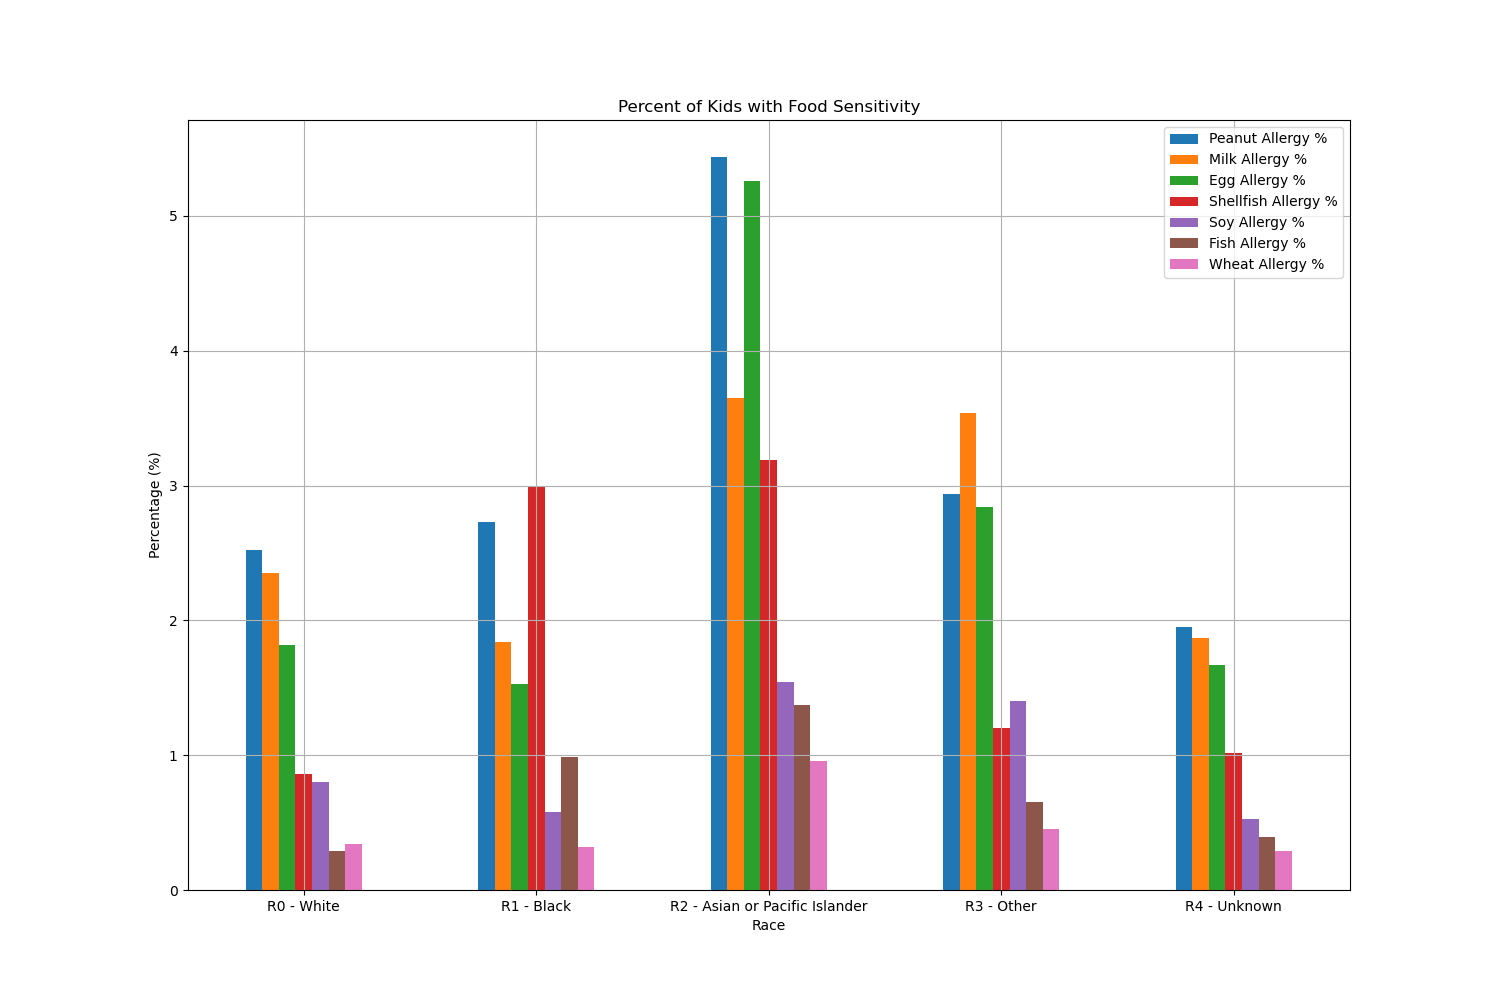 Percent of Kids with Food Sensitivity
Peanut Allergy %
Milk Allergy %
Egg Allergy %
Shellfish Allergy %
Soy Allergy %
Fish Allergy %
Wheat Allergy %
Percentage (%)
5
4
3
2
1
0
R0 - White
R1 - Black
R2 - Asian or Pacific Islander
R3 - Other
R4 - Unknown
Race